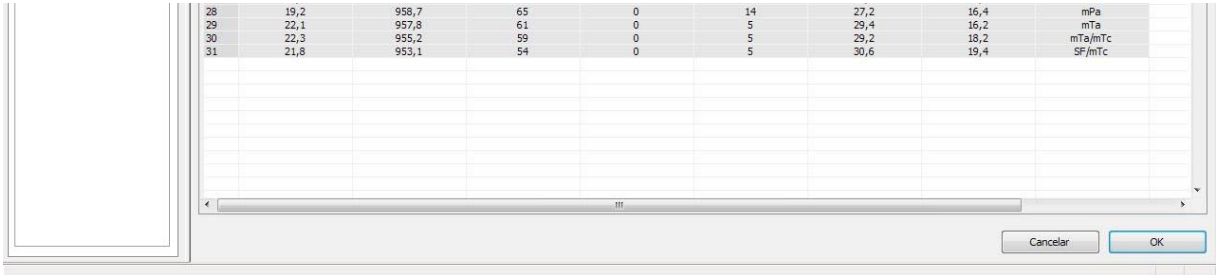 28 19,2 958,7 65 0 14 27,2 16,4 mPa
29 22,1 957,8 61 0 5 29,4 16,2 mTa
30 22,3 955,2 59 0 5 29,2 18,2 mTa/mTc
31 21,8 953,1 54 0 5 30,6 19,4 SF/mTc
Cancelar OK